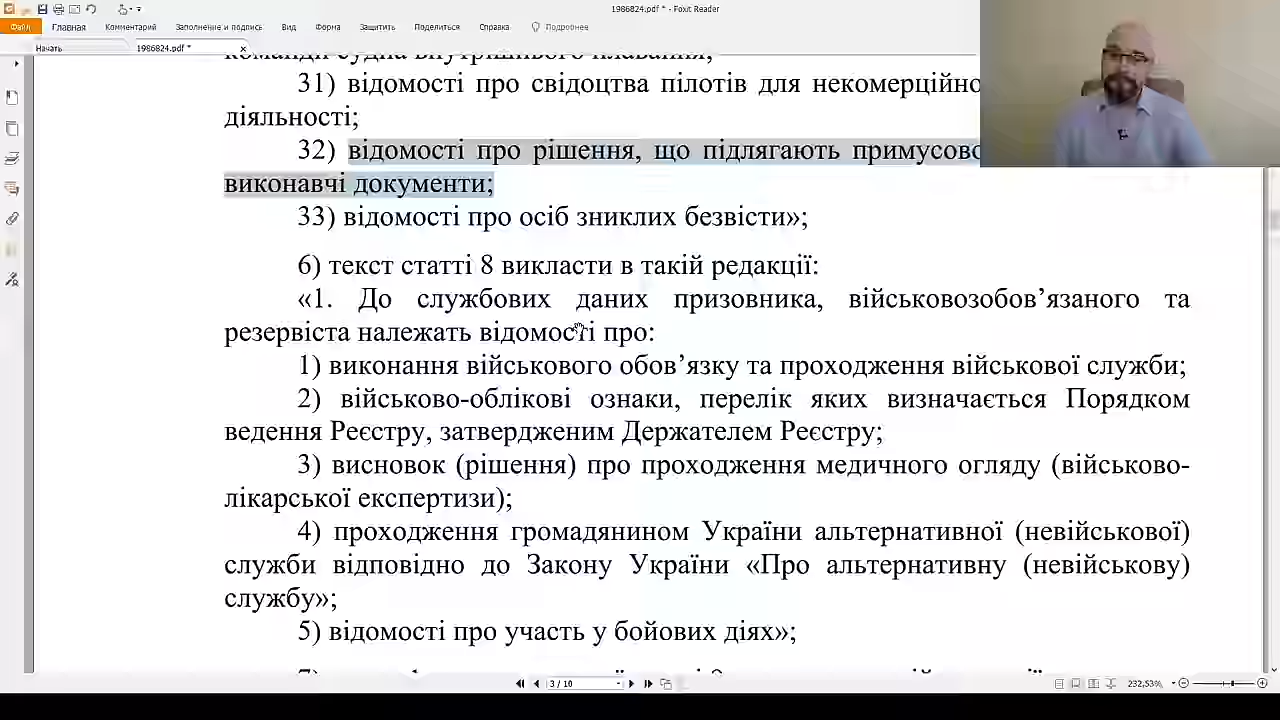 1986824.pdf * - Foxit Reader
Файл Главная Комментарий Заполнение и подпись Вид Форма Защитить Поделиться Справка Подробнее
Начать 1986824.pdf *
команди судна внутрішнього плавання;
31) відомості про свідоцтва пілотів для некомерційно
діяльності;
32) відомості про рішення, що підлягають примусово
виконавчі документи;
33) відомості про осіб зниклих безвісти»;
6) текст статті 8 викласти в такій редакції:
«1. До службових даних призовника, військовозобов’язаного та
резервіста належать відомості про:
1) виконання військового обов’язку та проходження військової служби;
2) військово-облікові ознаки, перелік яких визначається Порядком
ведення Реєстру, затвердженим Держателем Реєстру;
3) висновок (рішення) про проходження медичного огляду (військово-
лікарської експертизи);
4) проходження громадянином України альтернативної (невійськової)
служби відповідно до Закону України «Про альтернативну (невійськову)
службу»;
5) відомості про участь у бойових діях»;
3 / 10 232,53%